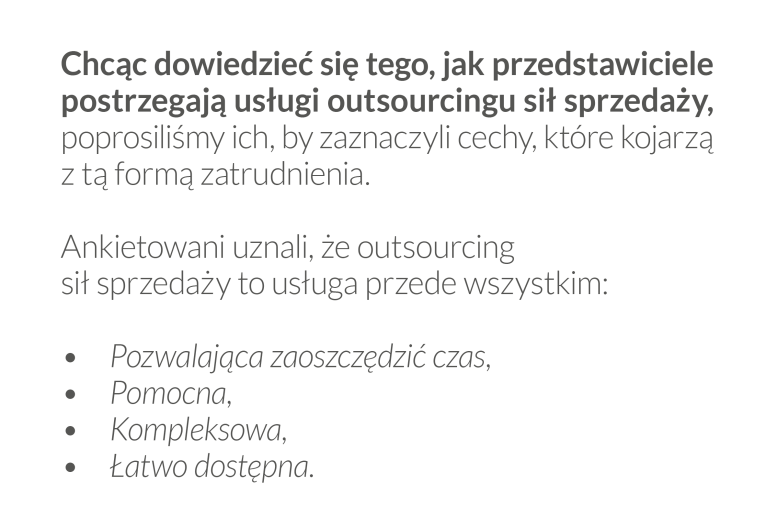 Chcąc dowiedzieć się tego, jak przedstawiciele
postrzegają usługi outsourcingu sił sprzedaży,
poprosiliśmy ich, by zaznaczyli cechy, które kojarzą
z tą formą zatrudnienia.
Ankietowani uznali, że outsourcing
sił sprzedaży to usługa przede wszystkim:
• Pozwalająca zaoszczędzić czas,
• Pomocna,
• Kompleksowa,
• Łatwo dostępna.